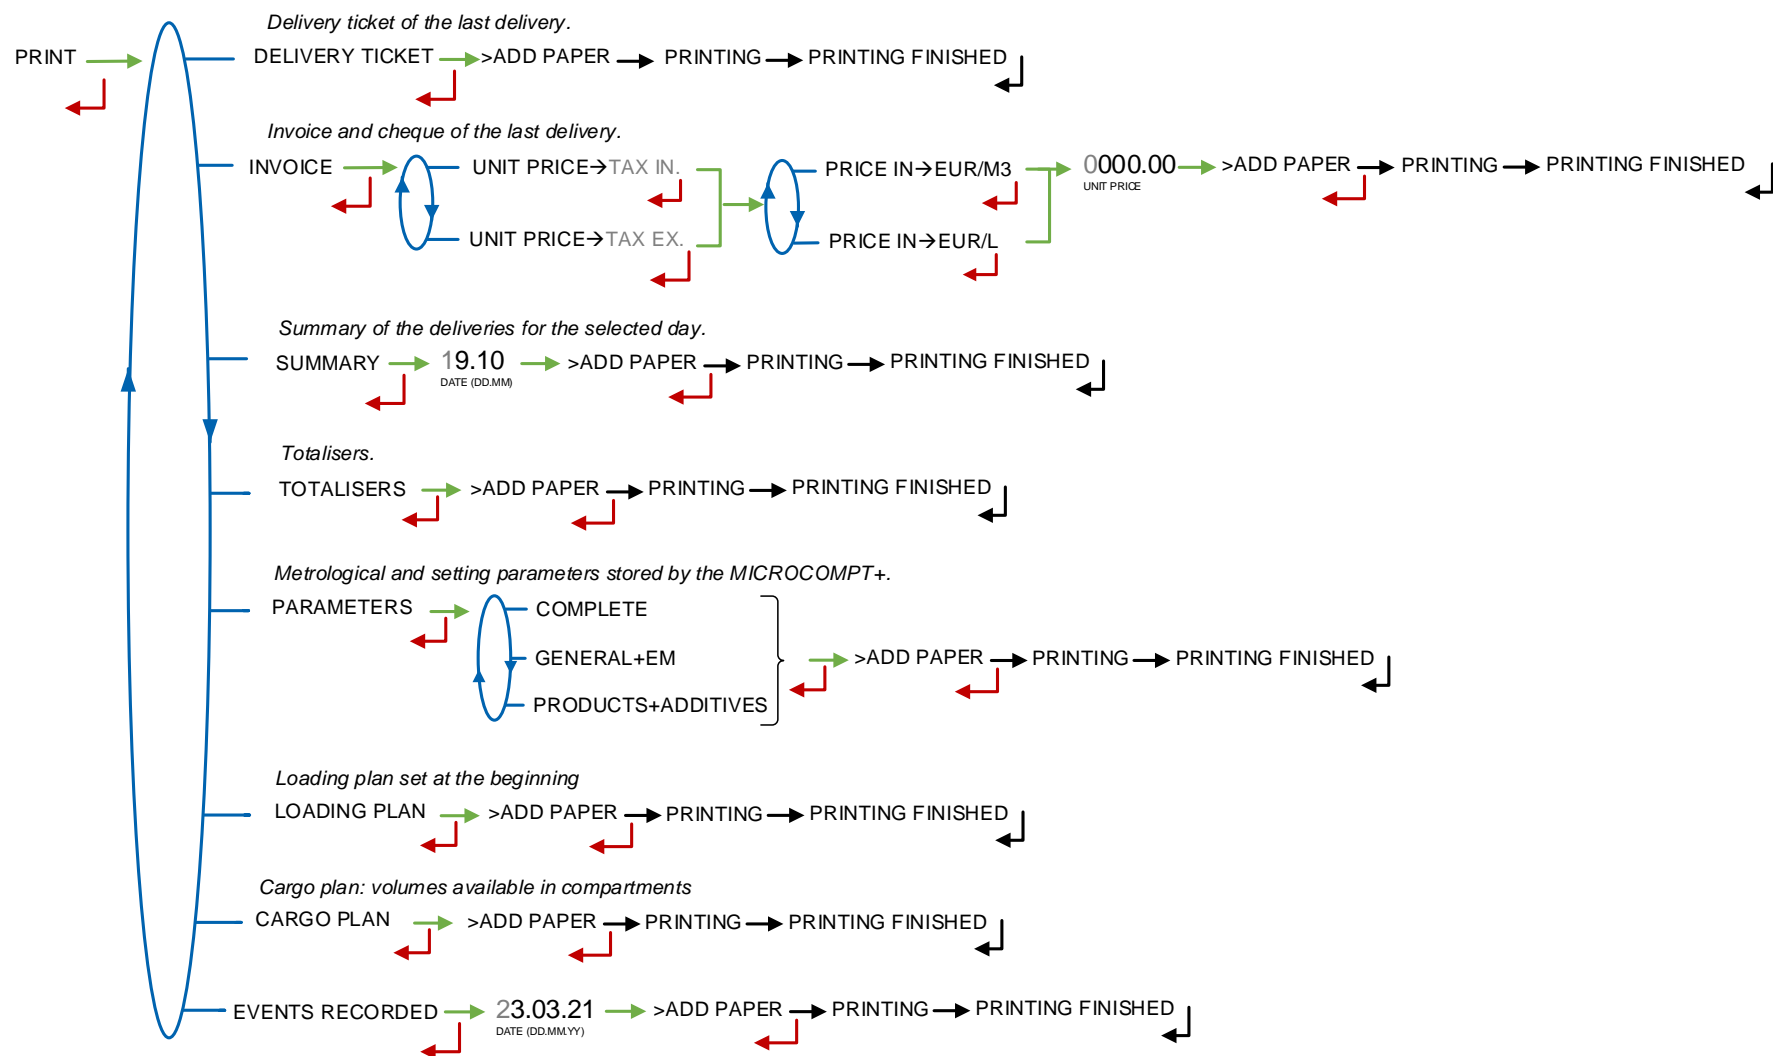 Delivery ticket of the last delivery.
PRINT DELIVERY TICKET >ADD PAPER PRINTING PRINTING FINISHED
Invoice and cheque of the last delivery.
INVOICE UNIT PRICE→TAX IN. PRICE IN→EUR/M3 0000.00 >ADD PAPER PRINTING PRINTING FINISHED
UNIT PRICE
UNIT PRICE→TAX EX. PRICE IN→EUR/L
Summary of the deliveries for the selected day.
SUMMARY 19.10 >ADD PAPER PRINTING PRINTING FINISHED
DATE (DD.MM)
Totalisers.
TOTALISERS >ADD PAPER PRINTING PRINTING FINISHED
Metrological and setting parameters stored by the MICROCOMPT+.
PARAMETERS COMPLETE
GENERAL+EM >ADD PAPER PRINTING PRINTING FINISHED
PRODUCTS+ADDITIVES
Loading plan set at the beginning
LOADING PLAN >ADD PAPER PRINTING PRINTING FINISHED
Cargo plan: volumes available in compartments
CARGO PLAN >ADD PAPER PRINTING PRINTING FINISHED
EVENTS RECORDED 23.03.21 >ADD PAPER PRINTING PRINTING FINISHED
DATE (DD.MM.YY)